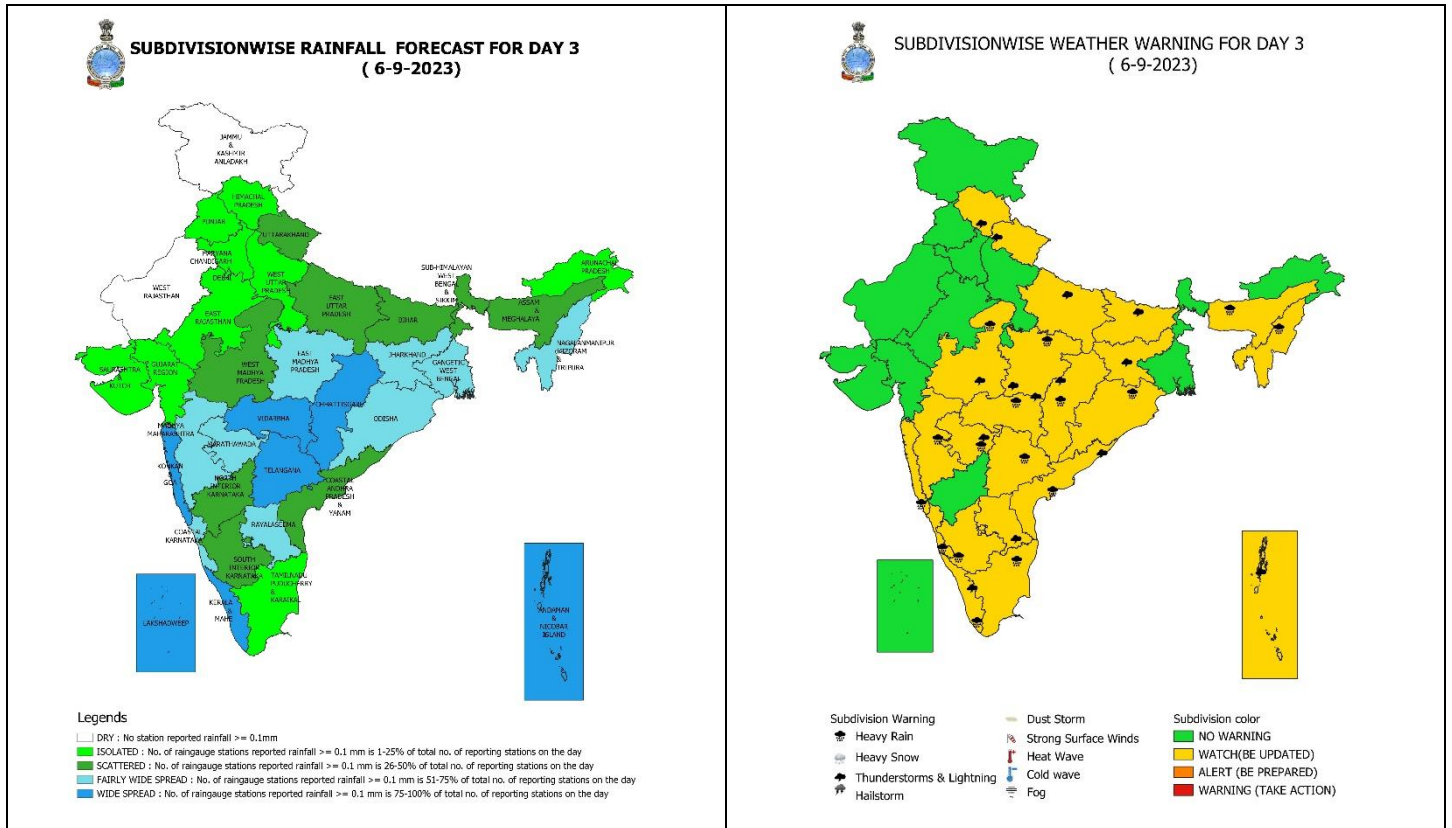 SUBDIVISIONWISE RAINFALL FORECAST FOR DAY 3
( 6-9-2023)
JAMMU
&
KASHMIR
ANLADAKH
HIMACHAL
PRADESH
PUNJAB
UTTARAKHAND
HARYANA
CHANDIGARH
DELHI
WEST
UTTAR
PRADESH
WEST
RAJASTHAN
EAST
RAJASTHAN
EAST
UTTAR
PRADESH
BIHAR
SUB-HIMALAYAN
WEST
BENGAL
&
SIKKIM
ARUNACHAL
PRADESH
ASSAM
&
MEGHALAYA
NAGALANMANIPUR
MIZORAM
&
TRIPURA
SAURASHTRA
&
KUTCH
GUJARAT
REGION
WEST
MADHYA
PRADESH
EAST
MADHYA
PRADESH
JHARKHAND
GANGETIC
WEST
BENGAL
CHHATTISGARH
ODISHA
VIDARBHA
MADHYA
MAHARASHTRA
MARATHAWADA
KONKAN
&
GOA
TELANGANA
NORTH
INTERIOR
KARNATAKA
COASTAL
ANDHRA
PRADESH
&
YANAM
RAYALASEEMA
COASTAL
KARNATAKA
SOUTH
INTERIOR
KARNATAKA
TAMILNADU
PUDUCHERRY
&
KARAIKAL
KERALA
&
MAHE
LAKSHADWEEP
ANDAMAN
&
NICOBAR
ISLAND
Legends
DRY : No station reported rainfall >= 0.1mm
ISOLATED : No. of raingauge stations reported rainfall >= 0.1 mm is 1-25% of total no. of reporting stations on the day
SCATTERED : No. of raingauge stations reported rainfall >= 0.1 mm is 26-50% of total no. of reporting stations on the day
FAIRLY WIDE SPREAD : No. of raingauge stations reported rainfall >= 0.1 mm is 51-75% of total no. of reporting stations on the day
WIDE SPREAD : No. of raingauge stations reported rainfall >= 0.1 mm is 75-100% of total no. of reporting stations on the day
SUBDIVISIONWISE WEATHER WARNING FOR DAY 3
( 6-9-2023)
Subdivision Warning
Heavy Rain
Heavy Snow
Thunderstorms & Lightning
Hailstorm
Dust Storm
Strong Surface Winds
Heat Wave
Cold wave
Fog
Subdivision color
NO WARNING
WATCH(BE UPDATED)
ALERT (BE PREPARED)
WARNING (TAKE ACTION)